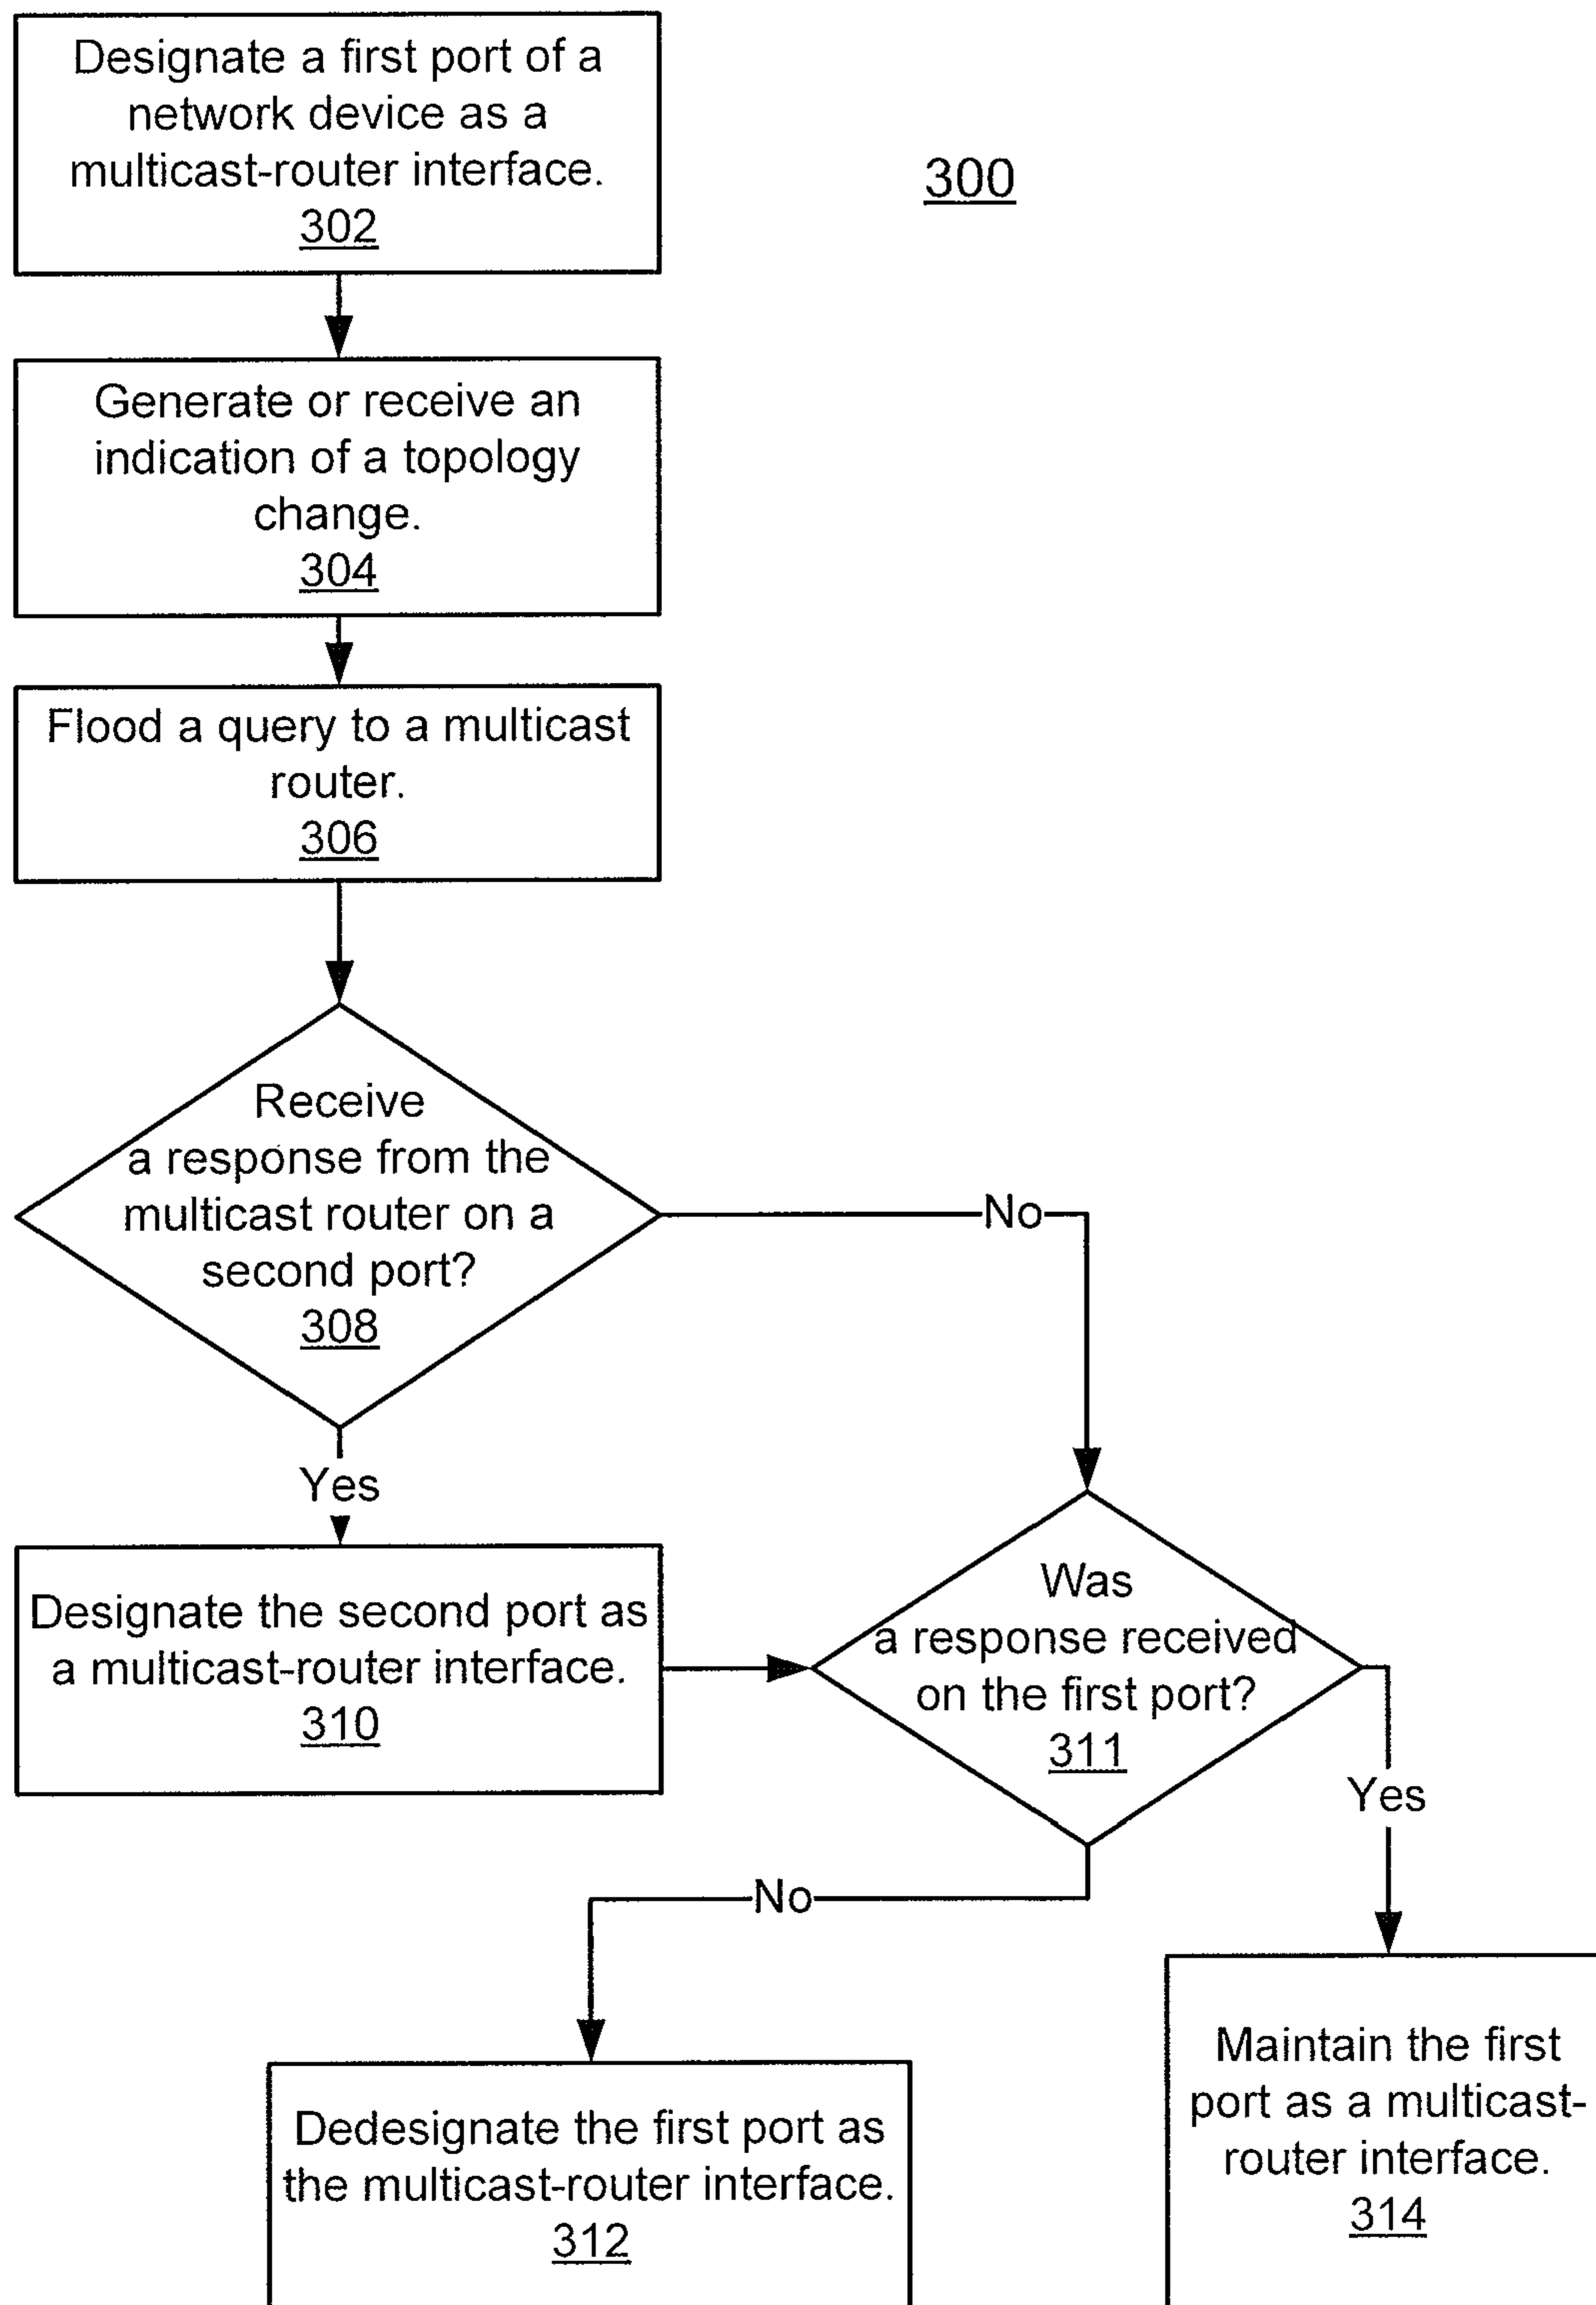 Designate a first port of a
network device as a
multicast-router interface.
302
300
Generate or receive an
indication of a topology
change.
304
Flood a query to a multicast
router.
306
Receive
a response from the
multicast router on a
second port?
308
No
Yes
Designate the second port as
a multicast-router interface.
310
Was
a response received
on the first port?
311
Yes
No
Dedesignate the first port as
the multicast-router interface.
312
Maintain the first
port as a multicast-
router interface.
314